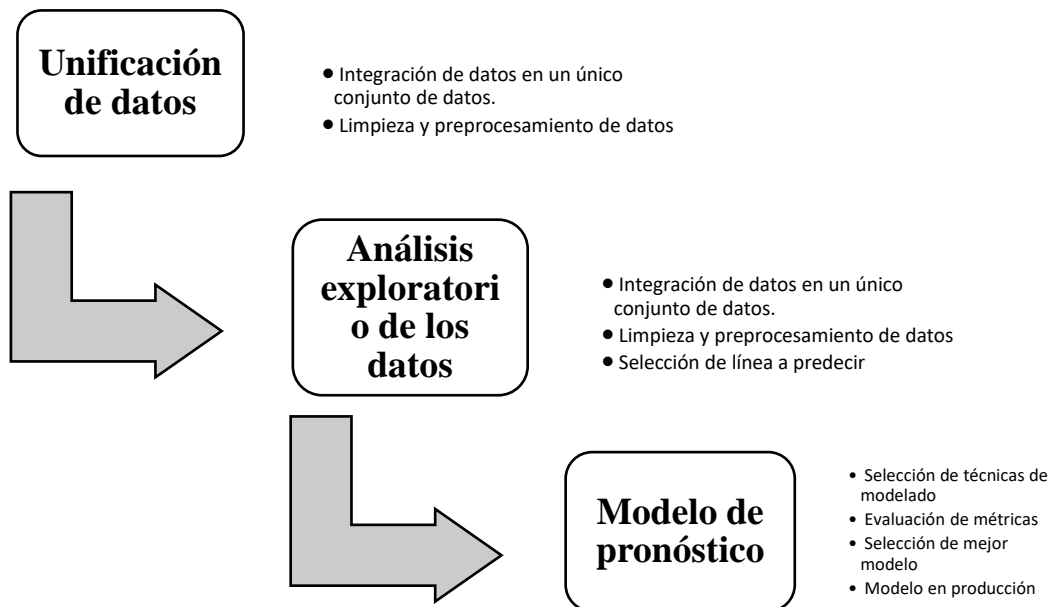 Unificación
de datos
• Integración de datos en un único
conjunto de datos.
• Limpieza y preprocesamiento de datos
Análisis
exploratori
o de los
datos
• Integración de datos en un único
conjunto de datos.
• Limpieza y preprocesamiento de datos
• Selección de línea a predecir
Modelo de
pronóstico
• Selección de técnicas de
modelado
• Evaluación de métricas
• Selección de mejor
modelo
• Modelo en producción